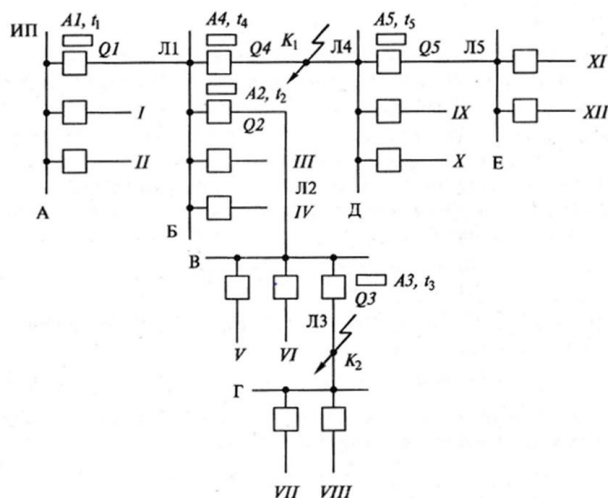 ИП
A1, t₁
Q1
Л1
A4, t₄
Q4
K₁
Л4
A5, t₅
Q5
Л5
XI
A2, t₂
Q2
I
IX
XII
II
III
X
E
Л2
А
IV
Д
Б
В
A3, t₃
Q3
Л3
V
VI
K₂
Г
VII
VIII